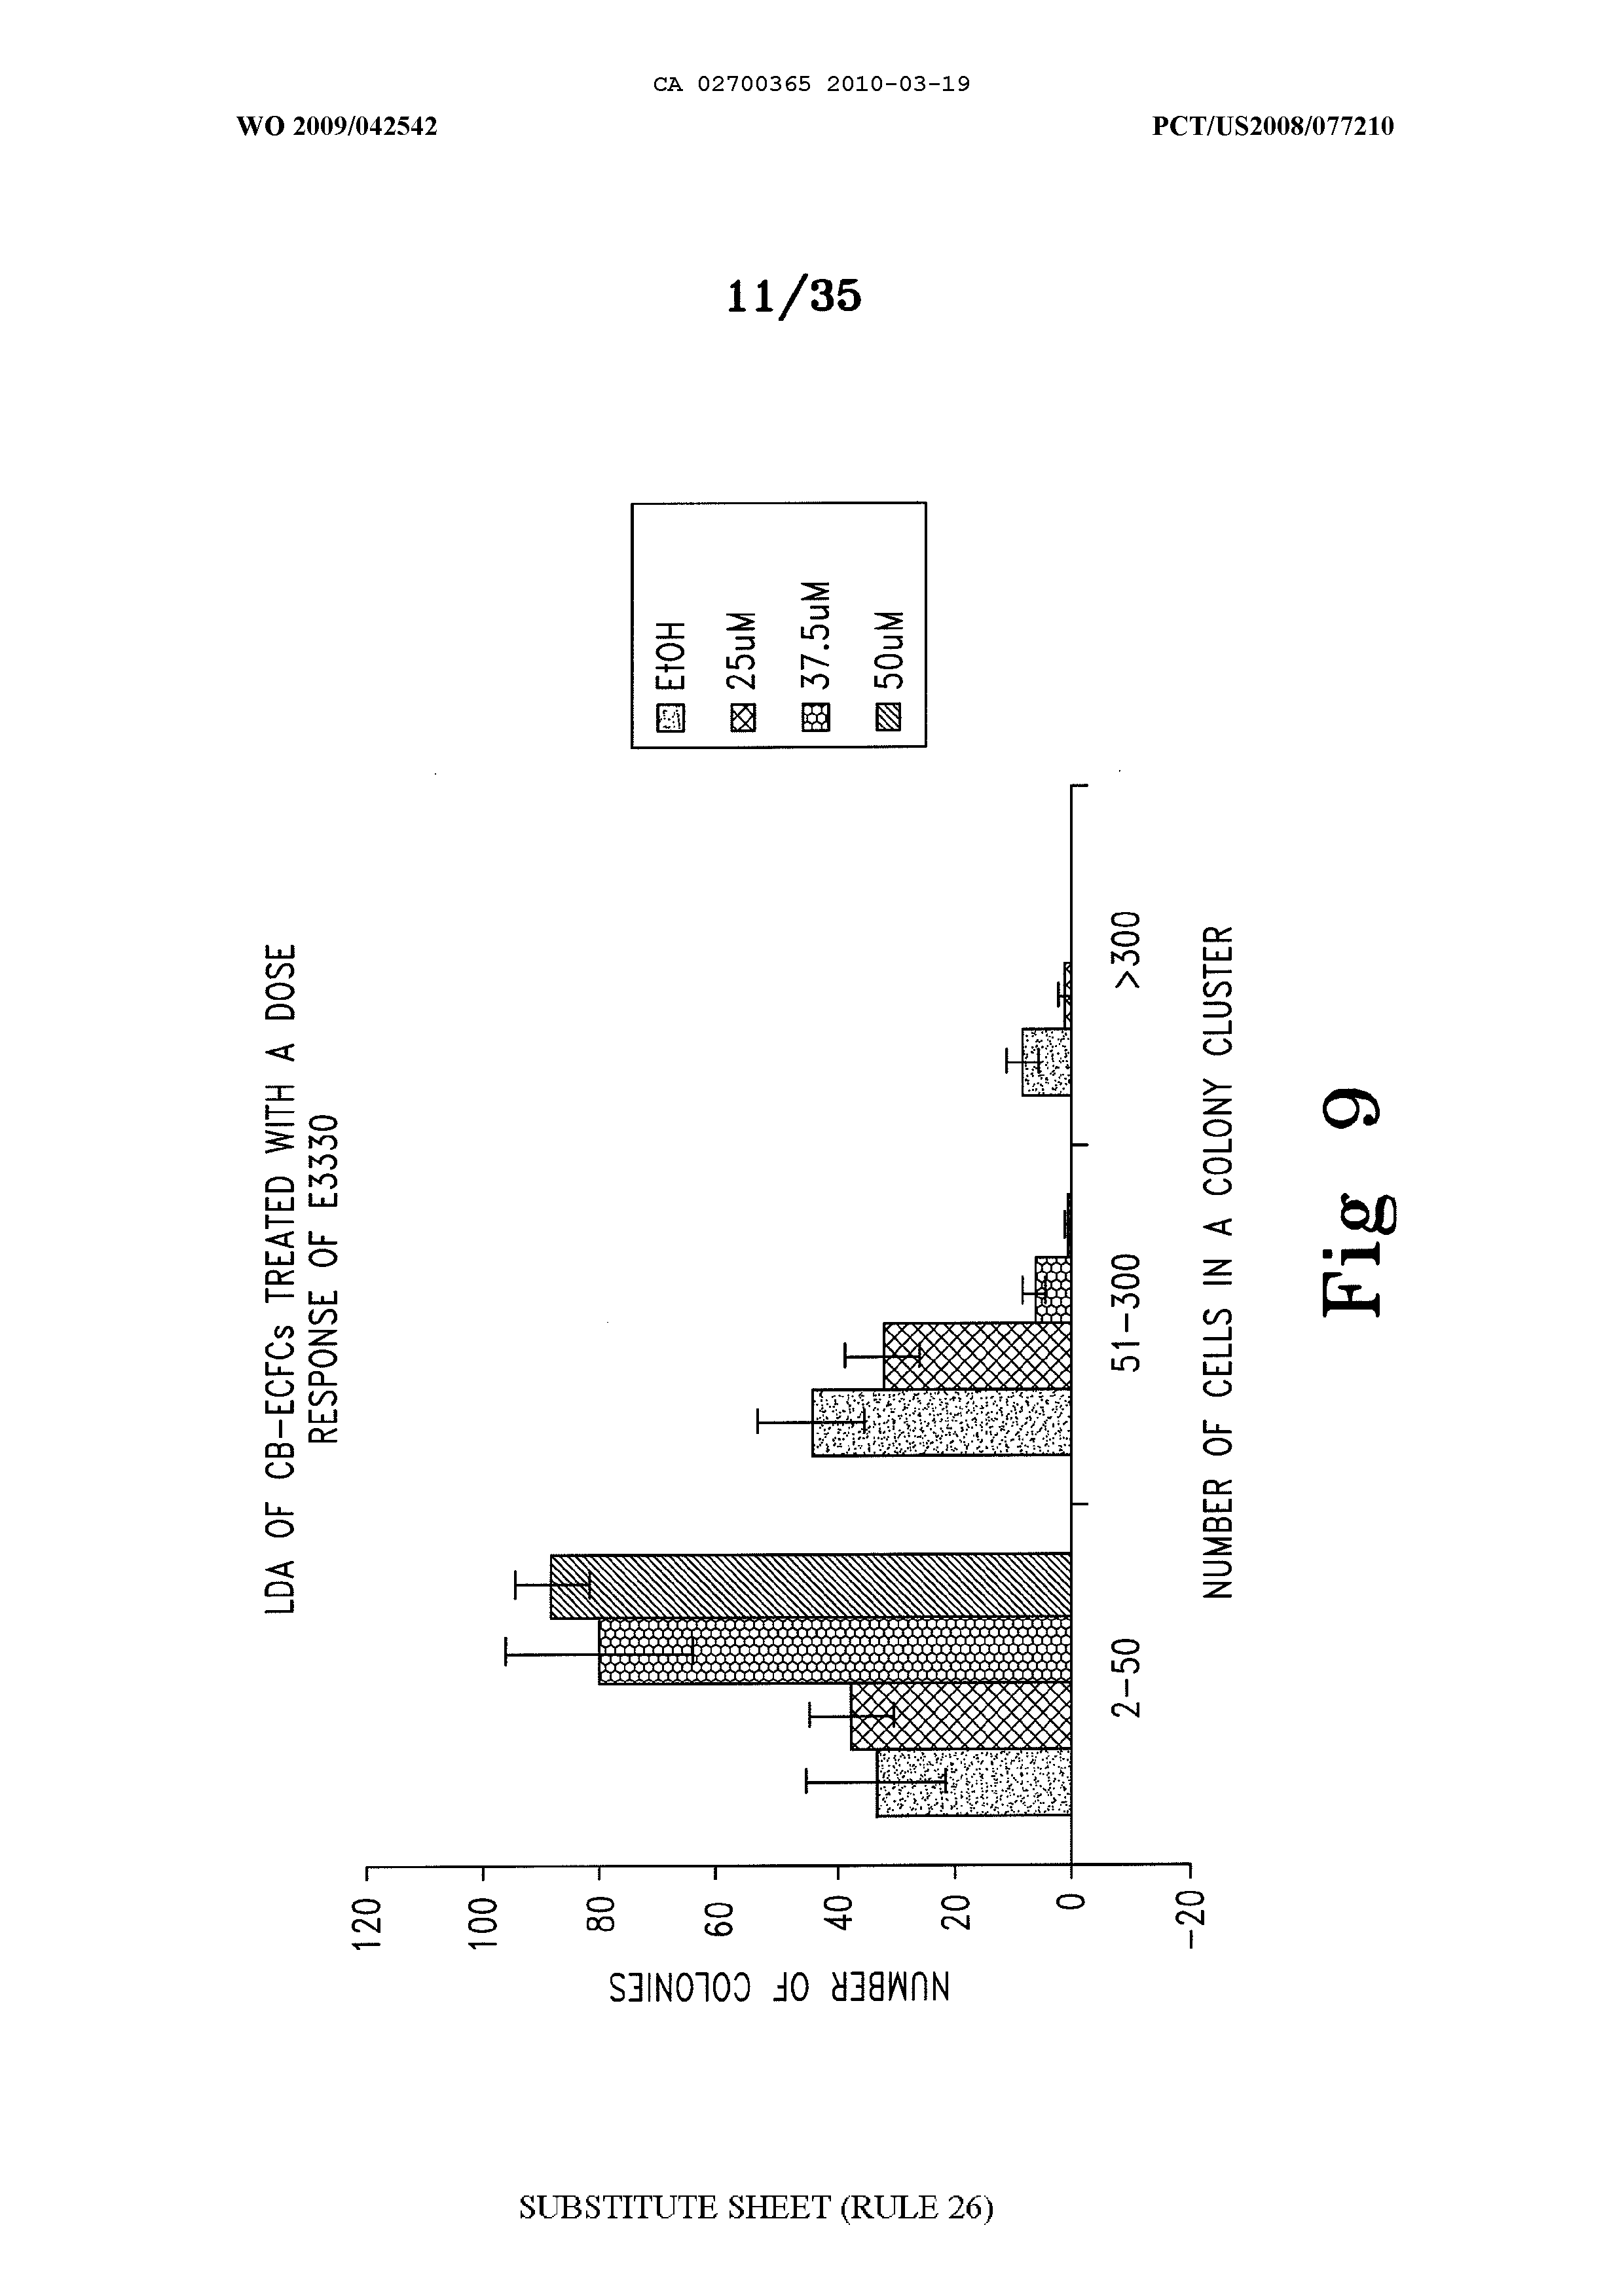 CA 02700365 2010-03-19
WO 2009/042542
PCT/US2008/077210
11/35
LDA OF CB-ECFCs TREATED WITH A DOSE
RESPONSE OF E3330
EtOH
25uM
37.5uM
50uM
NUMBER OF COLONIES
120
100
80
60
40
20
0
-20
2-50
51-300
>300
NUMBER OF CELLS IN A COLONY CLUSTER
Fig 9
SUBSTITUTE SHEET (RULE 26)